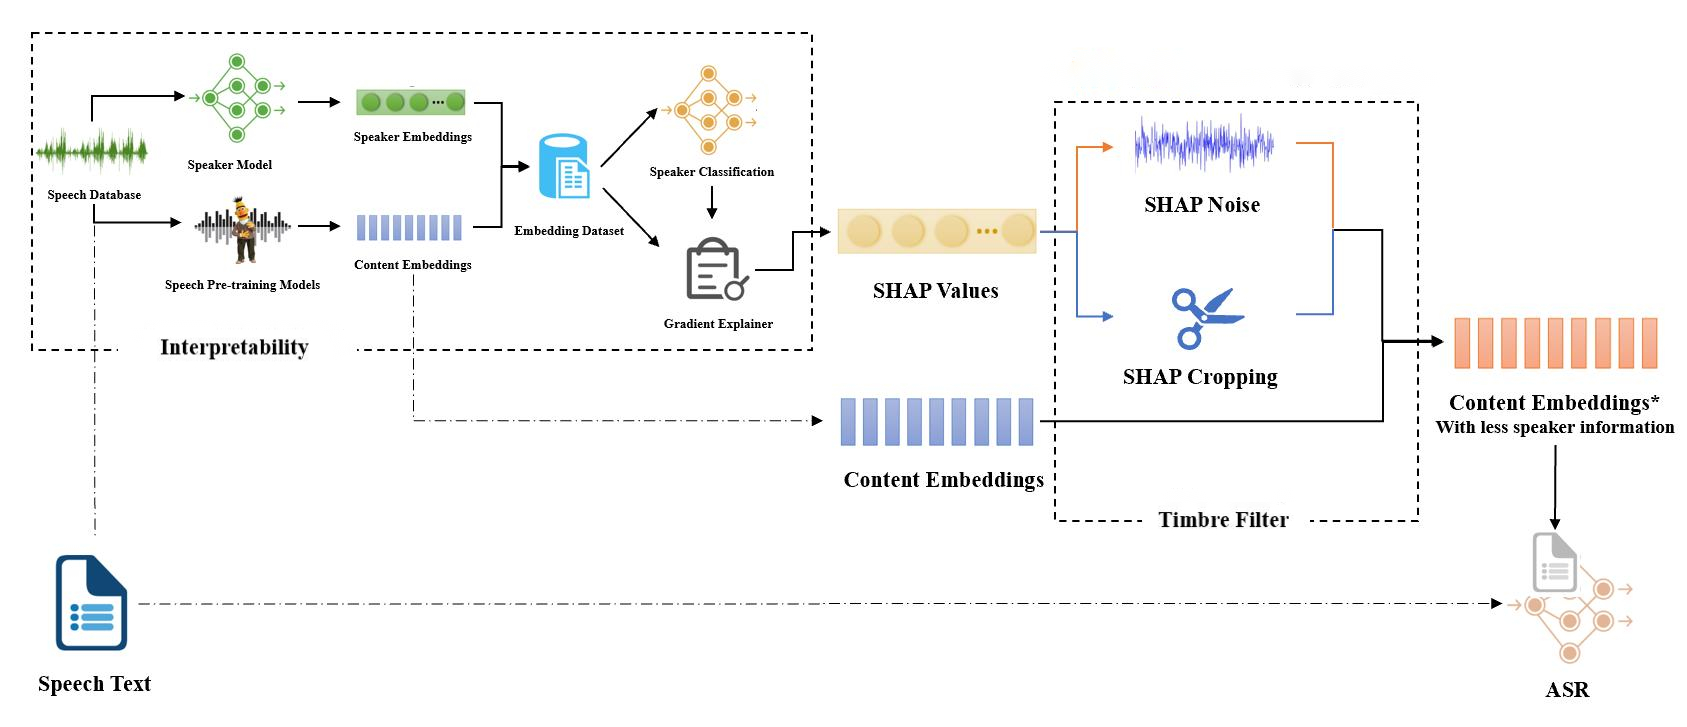 Speech Database
Speaker Model
Speaker Embeddings
Speech Pre-training Models
Content Embeddings
Embedding Dataset
Speaker Classification
Gradient Explainer
Interpretability
SHAP Values
Content Embeddings
SHAP Noise
SHAP Cropping
Timbre Filter
Content Embeddings*
With less speaker information
Speech Text
ASR